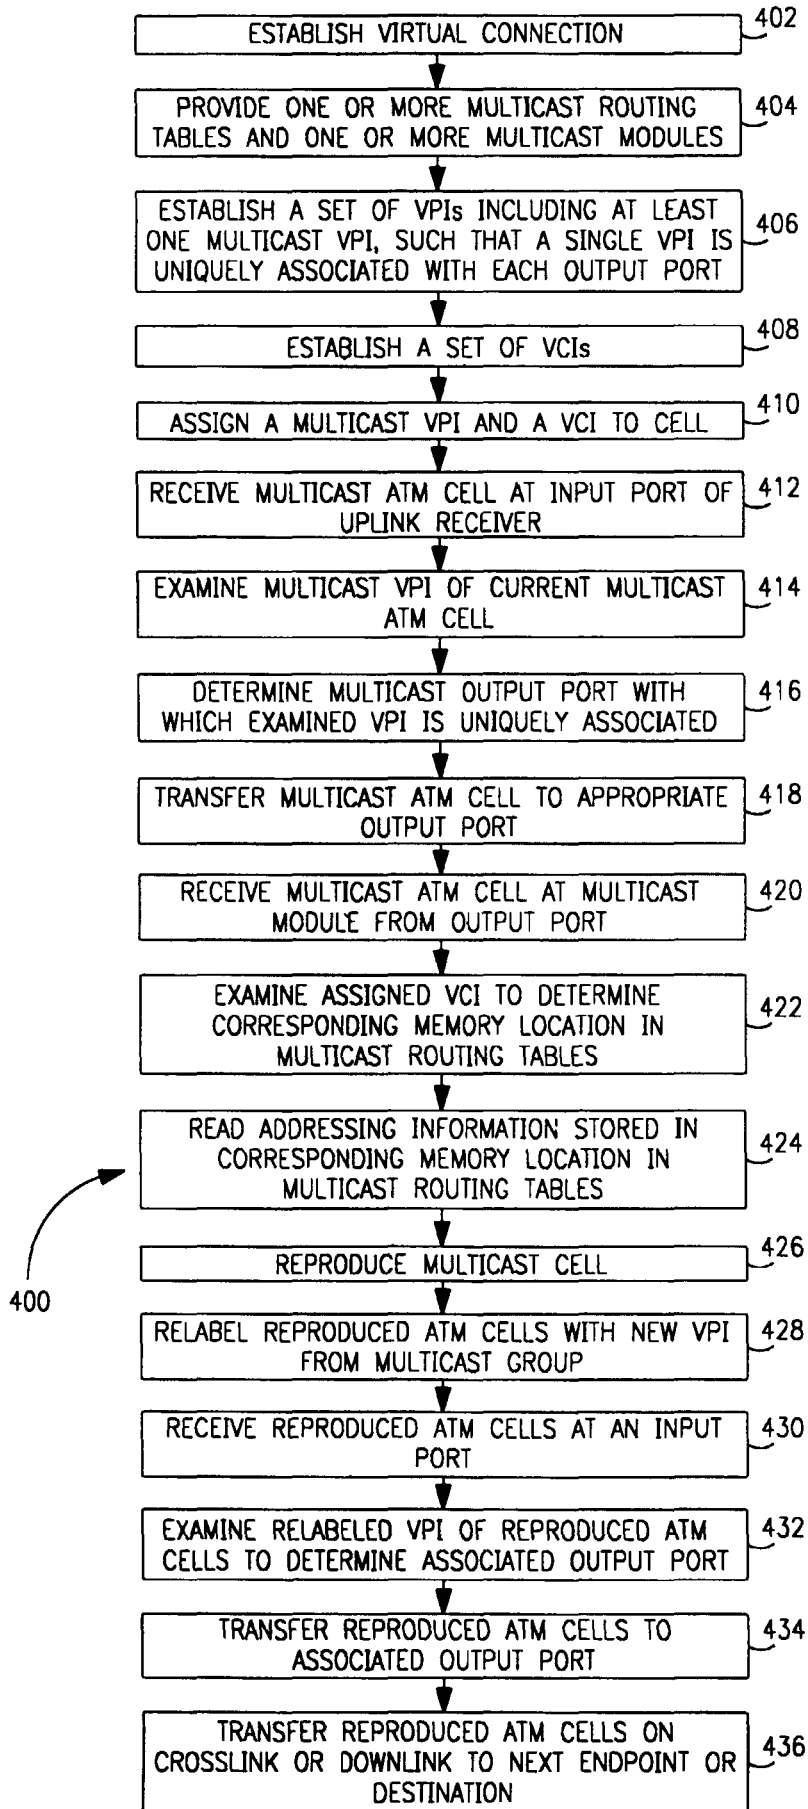 ESTABLISH VIRTUAL CONNECTION
402
PROVIDE ONE OR MORE MULTICAST ROUTING
TABLES AND ONE OR MORE MULTICAST MODULES
404
ESTABLISH A SET OF VPIs INCLUDING AT LEAST
ONE MULTICAST VPI, SUCH THAT A SINGLE VPI IS
UNIQUELY ASSOCIATED WITH EACH OUTPUT PORT
406
ESTABLISH A SET OF VCIs
408
ASSIGN A MULTICAST VPI AND A VCI TO CELL
410
RECEIVE MULTICAST ATM CELL AT INPUT PORT OF
UPLINK RECEIVER
412
EXAMINE MULTICAST VPI OF CURRENT MULTICAST
ATM CELL
414
DETERMINE MULTICAST OUTPUT PORT WITH
WHICH EXAMINED VPI IS UNIQUELY ASSOCIATED
416
TRANSFER MULTICAST ATM CELL TO APPROPRIATE
OUTPUT PORT
418
RECEIVE MULTICAST ATM CELL AT MULTICAST
MODULE FROM OUTPUT PORT
420
EXAMINE ASSIGNED VCI TO DETERMINE
CORRESPONDING MEMORY LOCATION IN
MULTICAST ROUTING TABLES
422
READ ADDRESSING INFORMATION STORED IN
CORRESPONDING MEMORY LOCATION IN
MULTICAST ROUTING TABLES
424
REPRODUCE MULTICAST CELL
426
400
RELABEL REPRODUCED ATM CELLS WITH NEW VPI
FROM MULTICAST GROUP
428
RECEIVE REPRODUCED ATM CELLS AT AN INPUT
PORT
430
EXAMINE RELABELED VPI OF REPRODUCED ATM
CELLS TO DETERMINE ASSOCIATED OUTPUT PORT
432
TRANSFER REPRODUCED ATM CELLS TO
ASSOCIATED OUTPUT PORT
434
TRANSFER REPRODUCED ATM CELLS ON
CROSSLINK OR DOWNLINK TO NEXT ENDPOINT OR
DESTINATION
436